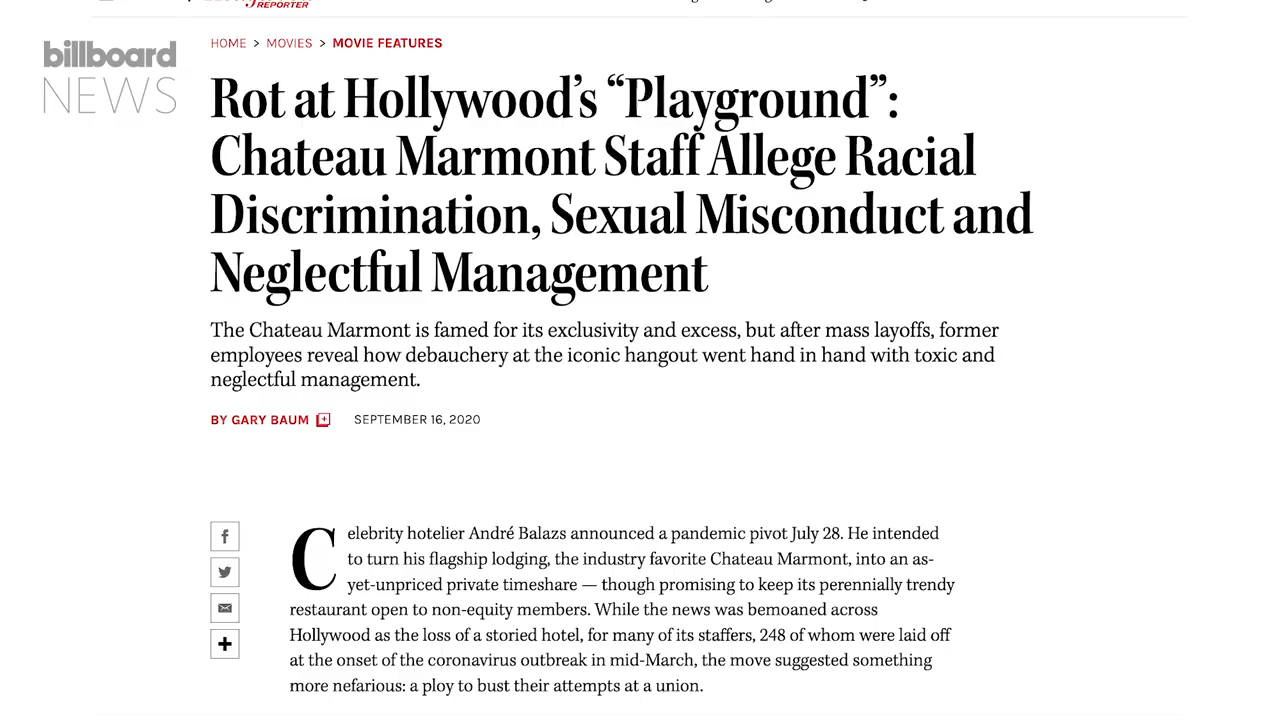 REPORTER
billboard
NEWS
HOME > MOVIES > MOVIE FEATURES
Rot at Hollywood’s “Playground”:
Chateau Marmont Staff Allege Racial
Discrimination, Sexual Misconduct and
Neglectful Management
The Chateau Marmont is famed for its exclusivity and excess, but after mass layoffs, former
employees reveal how debauchery at the iconic hangout went hand in hand with toxic and
neglectful management.
BY GARY BAUM SEPTEMBER 16, 2020
Celebrity hotelier André Balazs announced a pandemic pivot July 28. He intended
to turn his flagship lodging, the industry favorite Chateau Marmont, into an as-
yet-unpriced private timeshare — though promising to keep its perennially trendy
restaurant open to non-equity members. While the news was bemoaned across
Hollywood as the loss of a storied hotel, for many of its staffers, 248 of whom were laid off
at the onset of the coronavirus outbreak in mid-March, the move suggested something
more nefarious: a ploy to bust their attempts at a union.